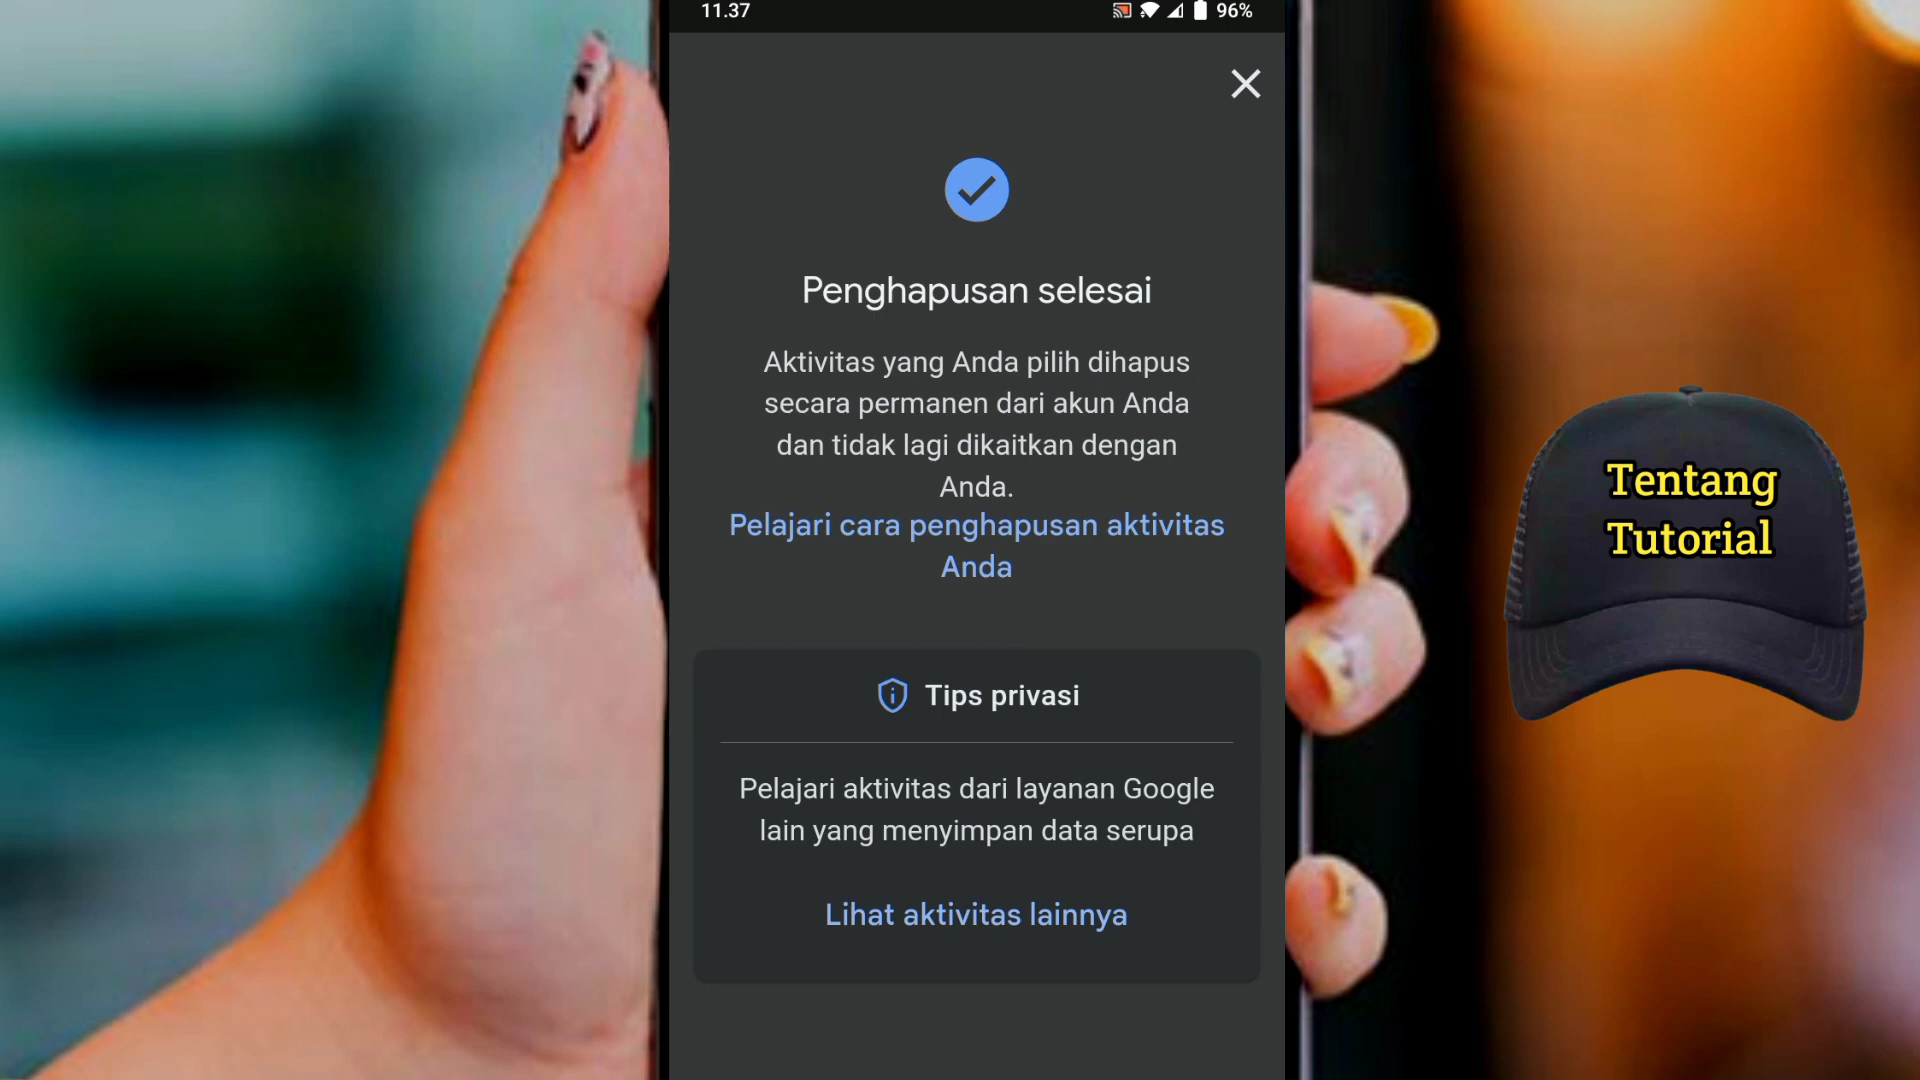 11.37
96%
Penghapusan selesai
Aktivitas yang Anda pilih dihapus
secara permanen dari akun Anda
dan tidak lagi dikaitkan dengan
Anda.
Pelajari cara penghapusan aktivitas
Anda
Tips privasi
Pelajari aktivitas dari layanan Google
lain yang menyimpan data serupa
Lihat aktivitas lainnya
Tentang
Tutorial